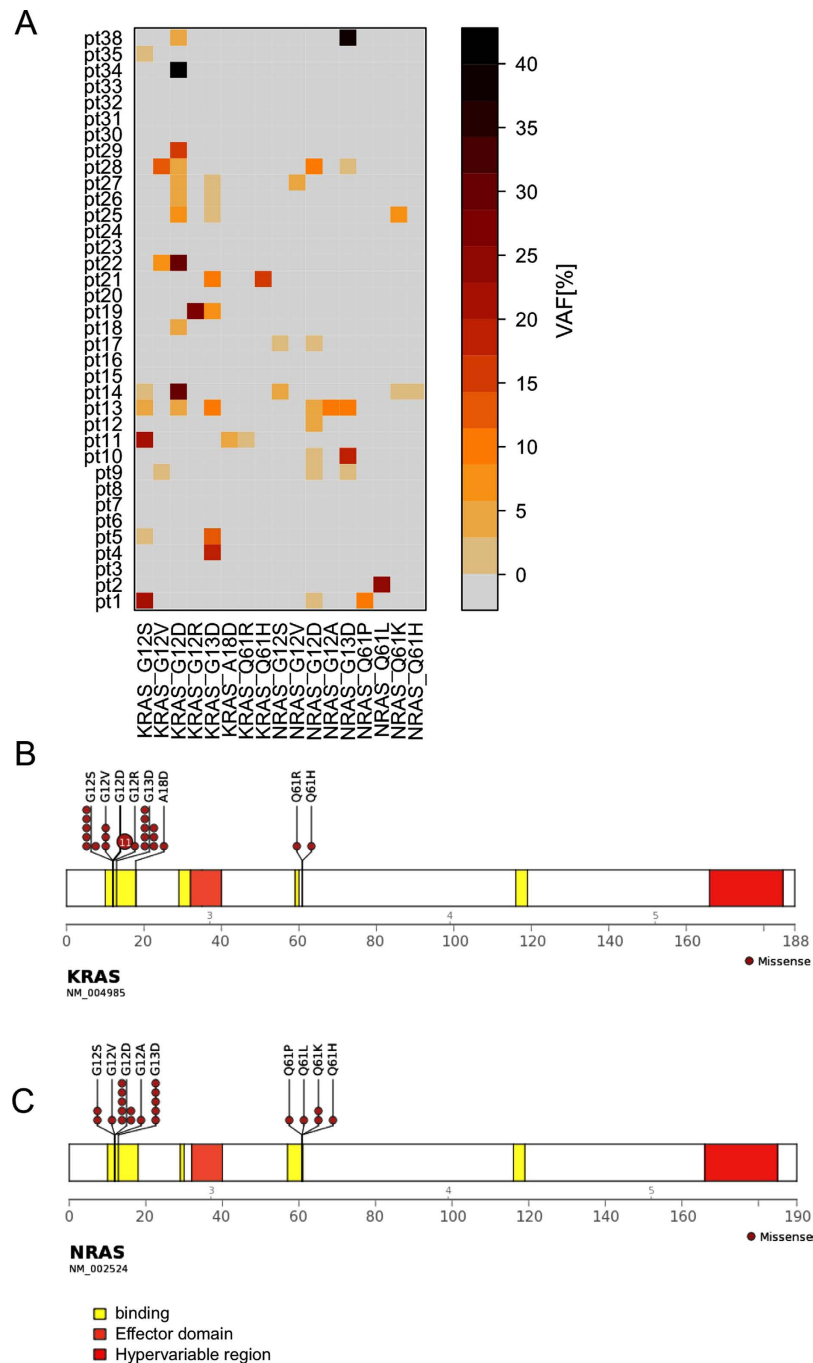 A
pt38
pt35
pt34
pt33
pt32
pt31
pt30
pt29
pt28
pt27
pt26
pt25
pt24
pt23
pt22
pt21
pt20
pt19
pt18
pt17
pt16
pt15
pt14
pt13
pt12
pt11
pt10
pt9
pt8
pt7
pt6
pt5
pt4
pt3
pt2
pt1
KRAS_G12S
KRAS_G12V
KRAS_G12D
KRAS_G12R
KRAS_G13D
KRAS_A18D
KRAS_Q61R
KRAS_Q61H
NRAS_G12S
NRAS_G12V
NRAS_G12D
NRAS_G12A
NRAS_G13D
NRAS_Q61P
NRAS_Q61L
NRAS_Q61K
NRAS_Q61H
40
35
30
25
20
15
10
5
0
VAF[%]
B
G12S
G12V
G12D
G12R
G13D
A18D
Q61R
Q61H
11
3 4 5
0 20 40 60 80 100 120 140 160 188
Missense
KRAS
NM_004985
C
G12S
G12V
G12D
G12A
G13D
Q61P
Q61L
Q61K
Q61H
3 4 5
0 20 40 60 80 100 120 140 160 190
Missense
NRAS
NM_002524
binding
Effector domain
Hypervariable region